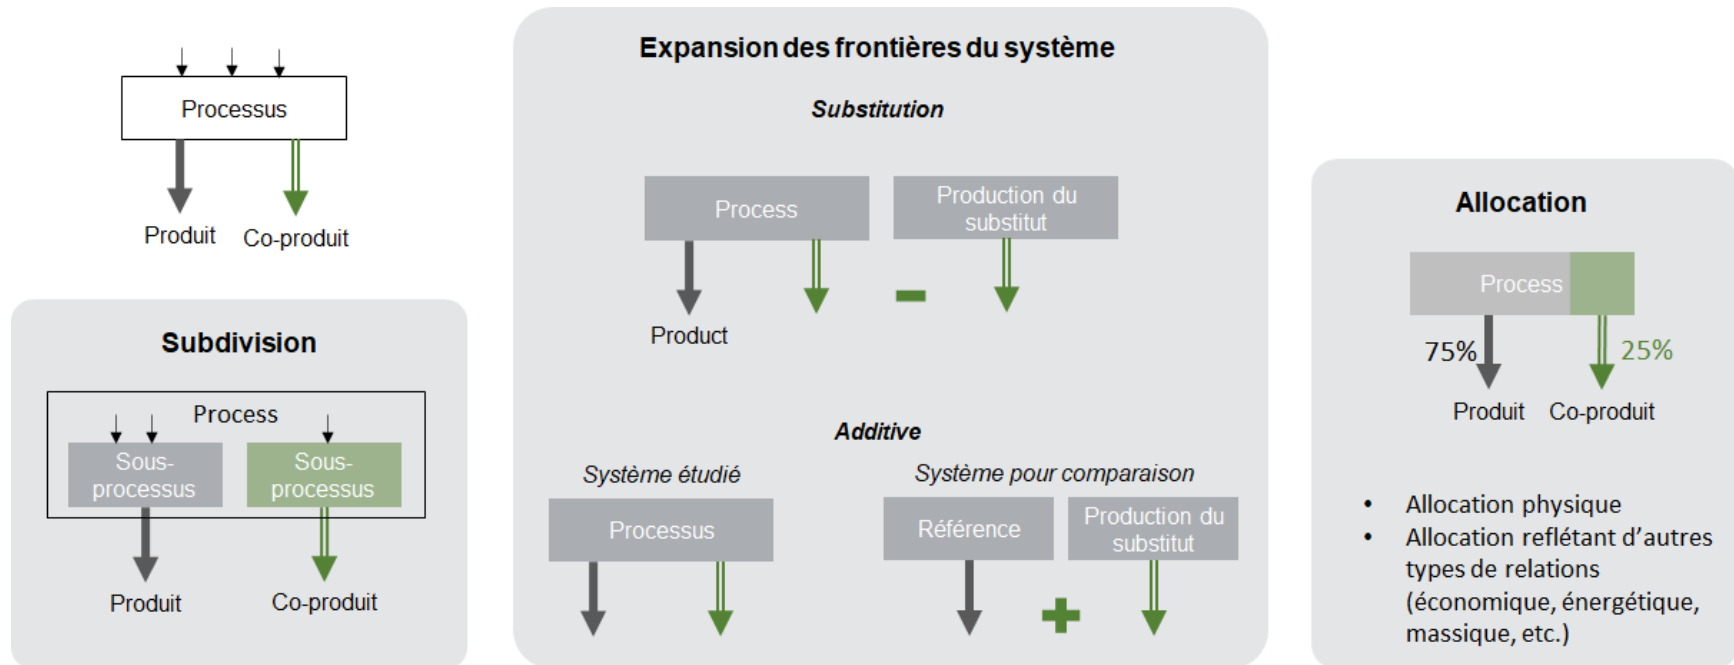 Processus
Produit
Co-produit
Subdivision
Process
Sous-
processus
Sous-
processus
Produit
Co-produit
Expansion des frontières du système
Substitution
Process
Production du
substitut
Product
Additive
Système étudié
Système pour comparaison
Processus
Référence
Production du
substitut
Allocation
Process
75%
25%
Produit
Co-produit
• Allocation physique
• Allocation reflétant d'autres
types de relations
(économique, énergétique,
massique, etc.)